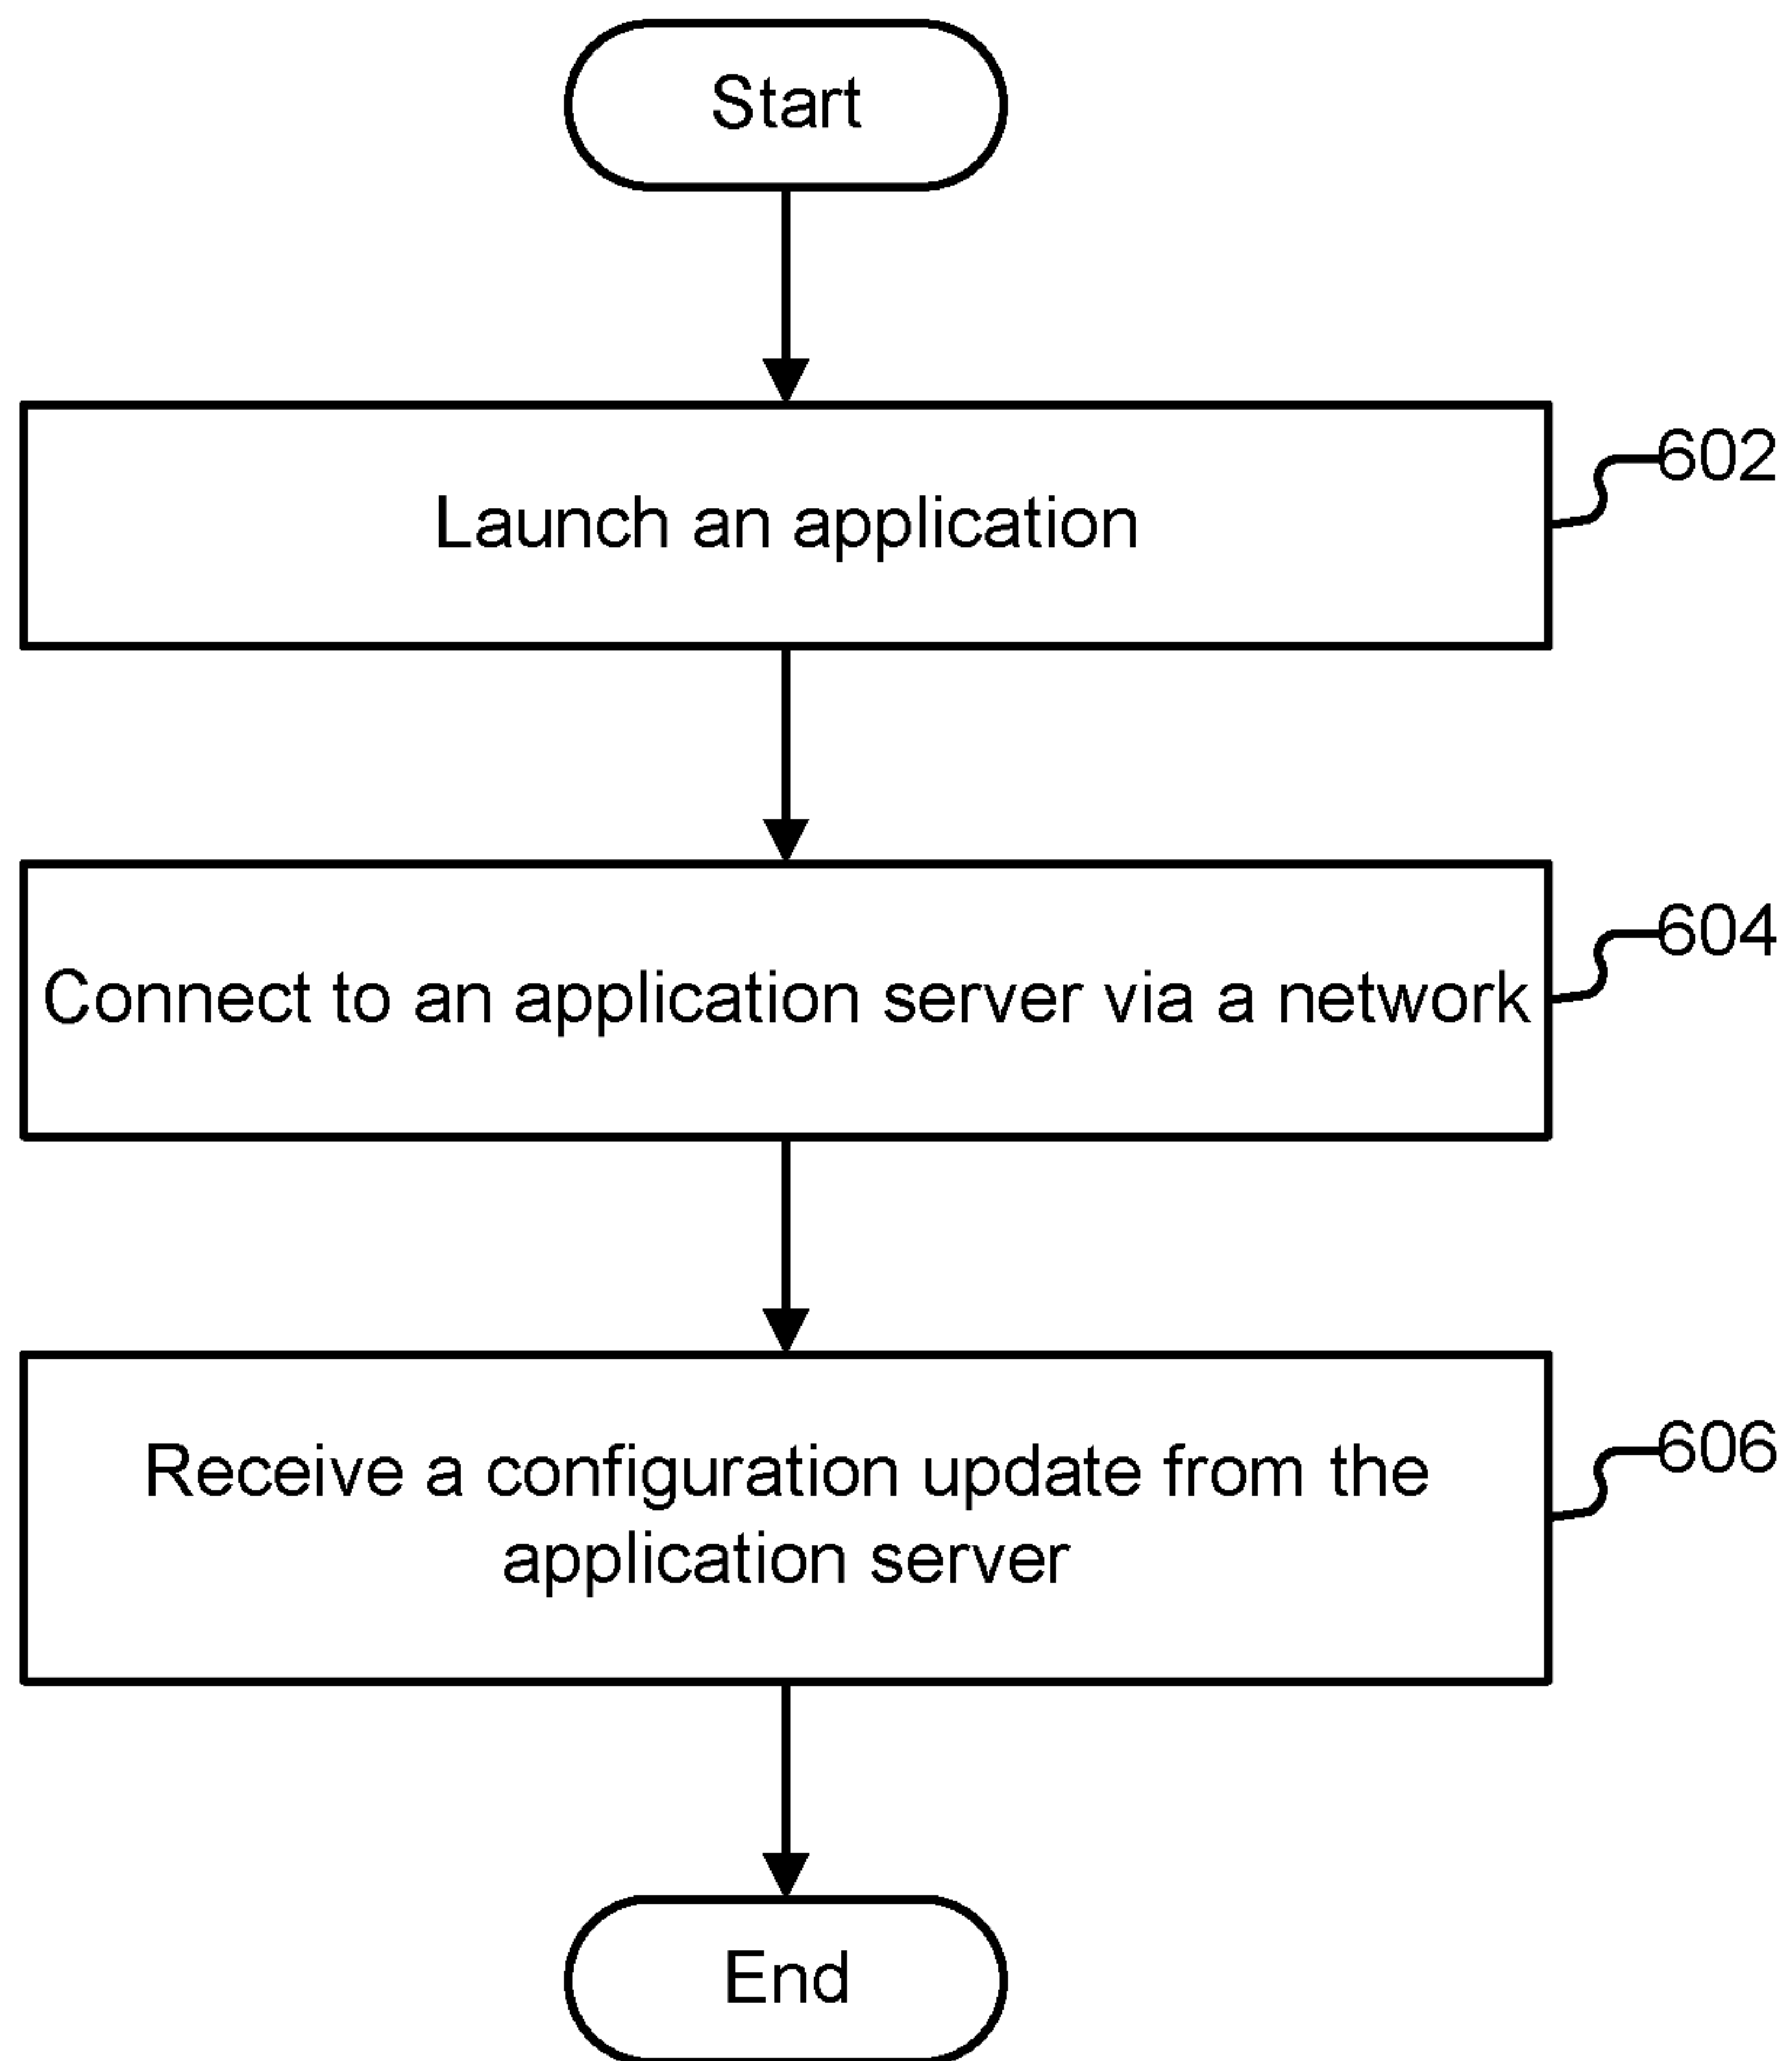 Start
Launch an application
602
Connect to an application server via a network
604
Receive a configuration update from the
application server
606
End